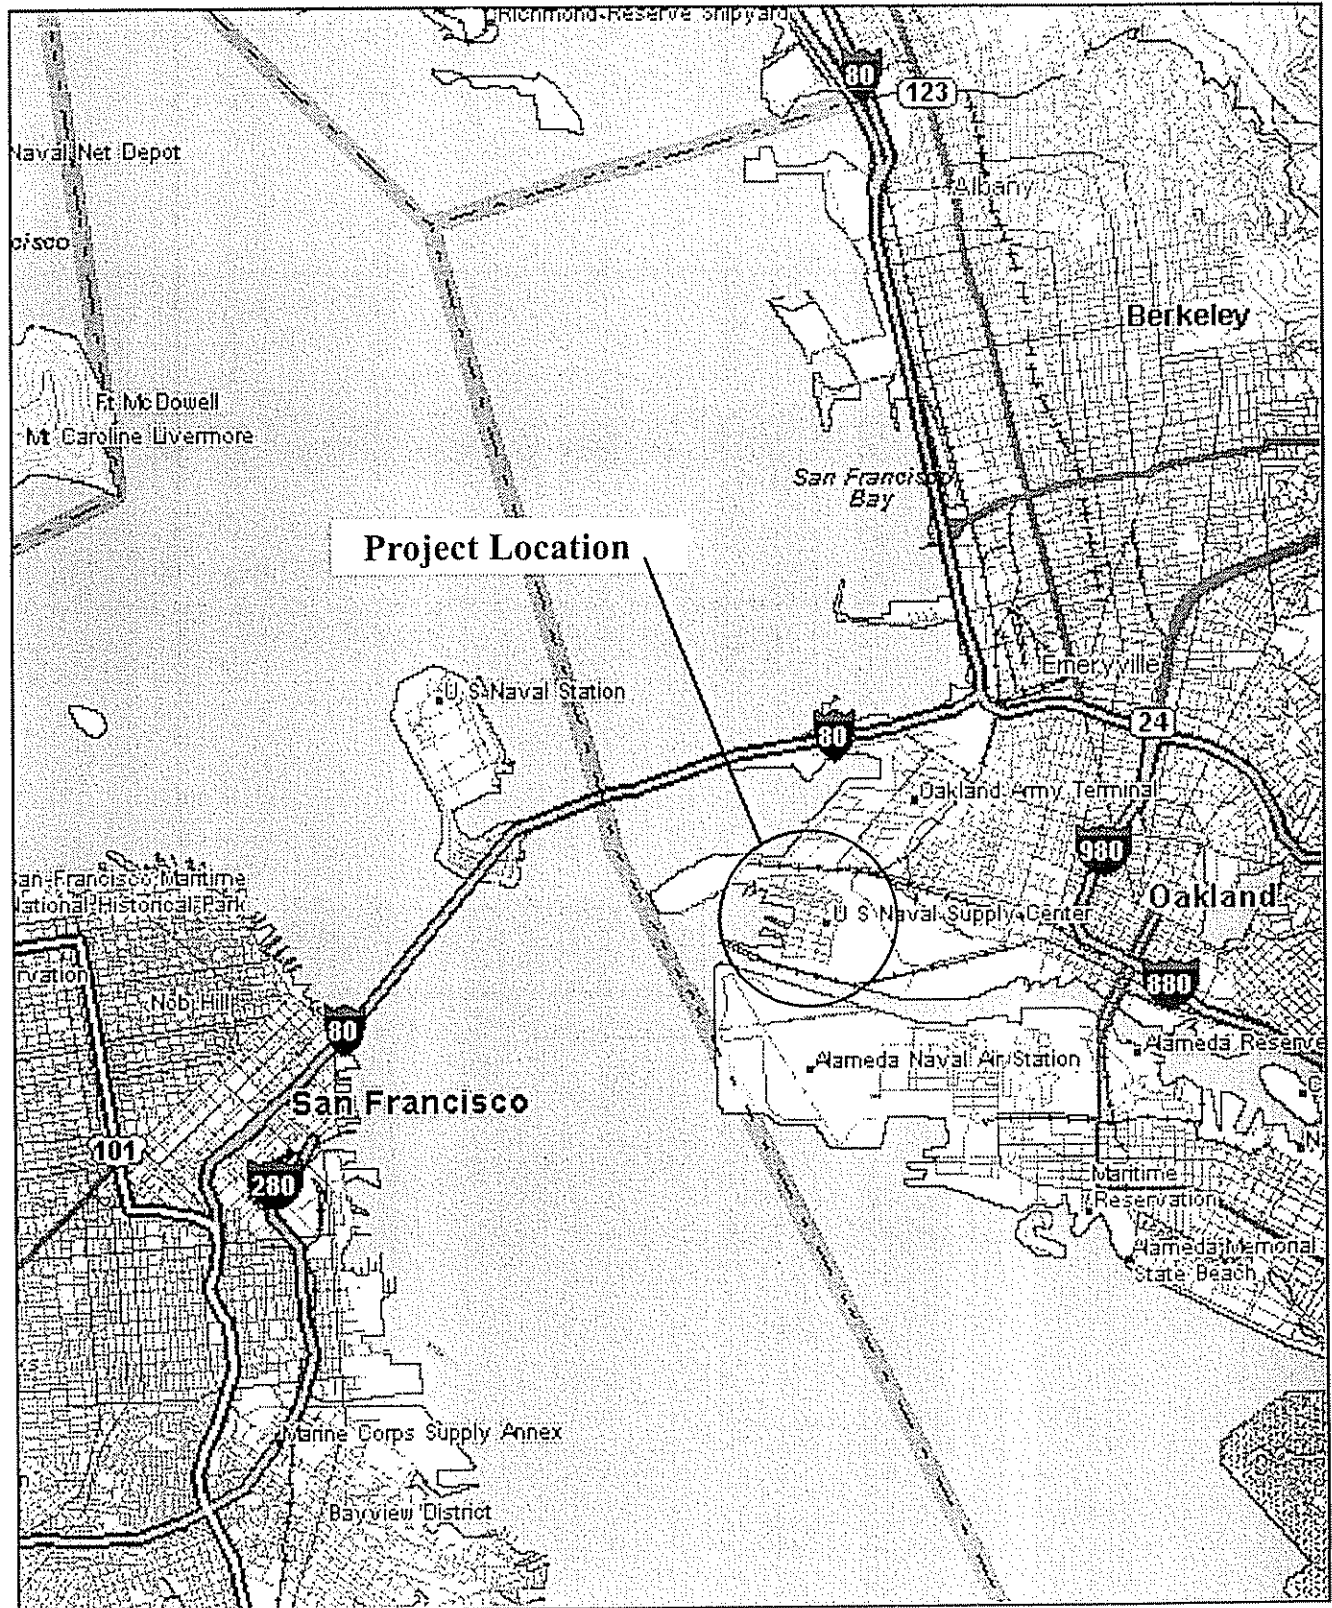 Richmond Reserve Shipyard
80
123
Naval Net Depot
Albany
cisco
Berkeley
Ft McDowell
Mt Caroline Livermore
San Francisco
Bay
Project Location
Emeryville
U S Naval Station
80
24
Oakland Army Terminal
980
San Francisco Maritime
National Historical Park
Oakland
U S Naval Supply Center
rvation
880
Nob Hill
80
Alameda Reserve
Alameda Naval Air Station
San Francisco
101
280
Maritime
Reservation
Alameda Memorial
State Beach
Marine Corps Supply Annex
Bayview District